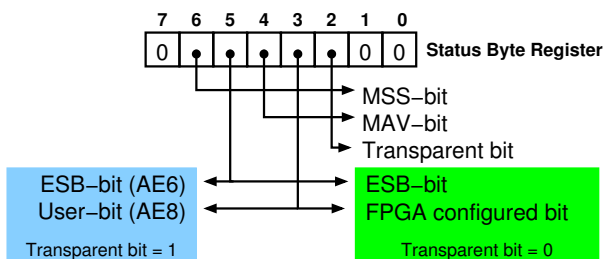 7 6 5 4 3 2 1 0
0 0 0 Status Byte Register
MSS−bit
MAV−bit
Transparent bit
ESB−bit (AE6) ESB−bit
User−bit (AE8) FPGA configured bit
Transparent bit = 1 Transparent bit = 0